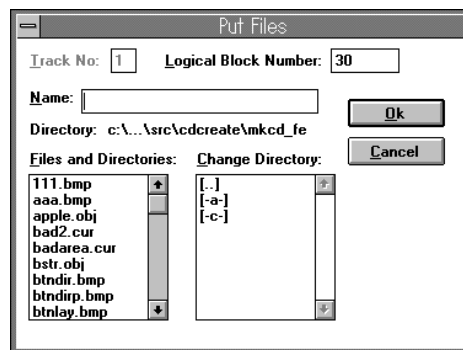 Put Files
Track No: 1 Logical Block Number: 30
Name:
Ok
Directory: c:\...\src\cdcreate\mkcd_fe
Cancel
Files and Directories: Change Directory:
111.bmp [..]
aaa.bmp [-a-]
apple.obj [-c-]
bad2.cur
badarea.cur
bstr.obj
btndir.bmp
btndirp.bmp
btnlay.bmp